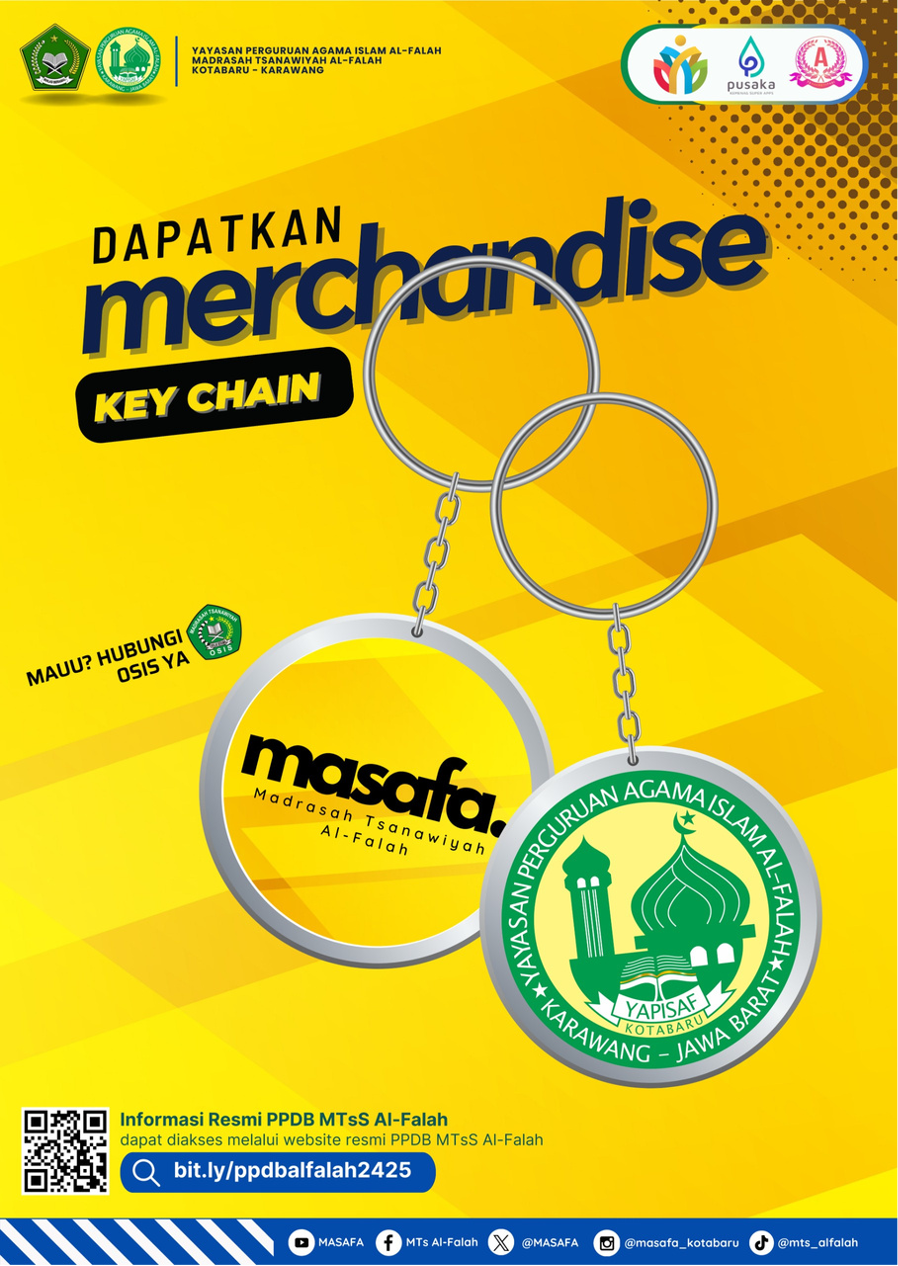 YAYASAN PERGURUAN AGAMA ISLAM AL-FALAH
MADRASAH TSANAWIYAH AL-FALAH
KOTABARU - KARAWANG
pusaka
A
DAPATKAN
merchandise
KEY CHAIN
MAUU? HUBUNGI
OSIS YA
MADRASAH TSANAWIYAH
OSIS
masafa.
Madrasah Tsanawiyah
Al-Falah
YAYASAN PERGURUAN AGAMA ISLAM AL-FALAH
YAPISAF
KOTABARU
KARAWANG - JAWA BARAT
Informasi Resmi PPDB MTsS Al-Falah
dapat diakses melalui website resmi PPDB MTsS Al-Falah
bit.ly/ppdbalfalah2425
MASAFA
MTs Al-Falah
@MASAFA
@masafa_kotabaru
@mts_alfalah